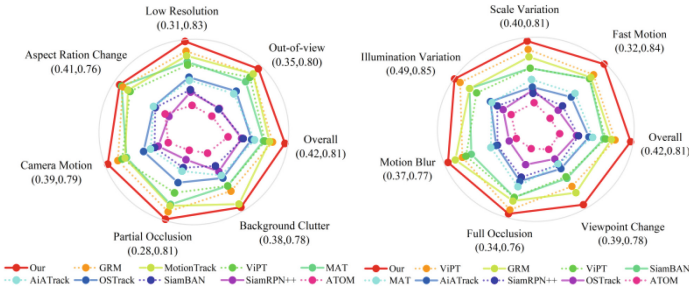 Low Resolution
(0.31,0.83)
Out-of-view
(0.35,0.80)
Aspect Ration Change
(0.41,0.76)
Overall
(0.42,0.81)
Camera Motion
(0.39,0.79)
Background Clutter
(0.38,0.78)
Partial Occlusion
(0.28,0.81)
Our GRM MotionTrack ViPT MAT
AiATrack OSTrack SiamBAN SiamRPN++ ATOM
Scale Variation
(0.40,0.81)
Fast Motion
(0.32,0.84)
Illumination Variation
(0.49,0.85)
Overall
(0.42,0.81)
Motion Blur
(0.37,0.77)
Viewpoint Change
(0.39,0.78)
Full Occlusion
(0.34,0.76)
Our ViPT GRM ViPT SiamBAN
MAT AiATrack SiamRPN++ OSTrack ATOM